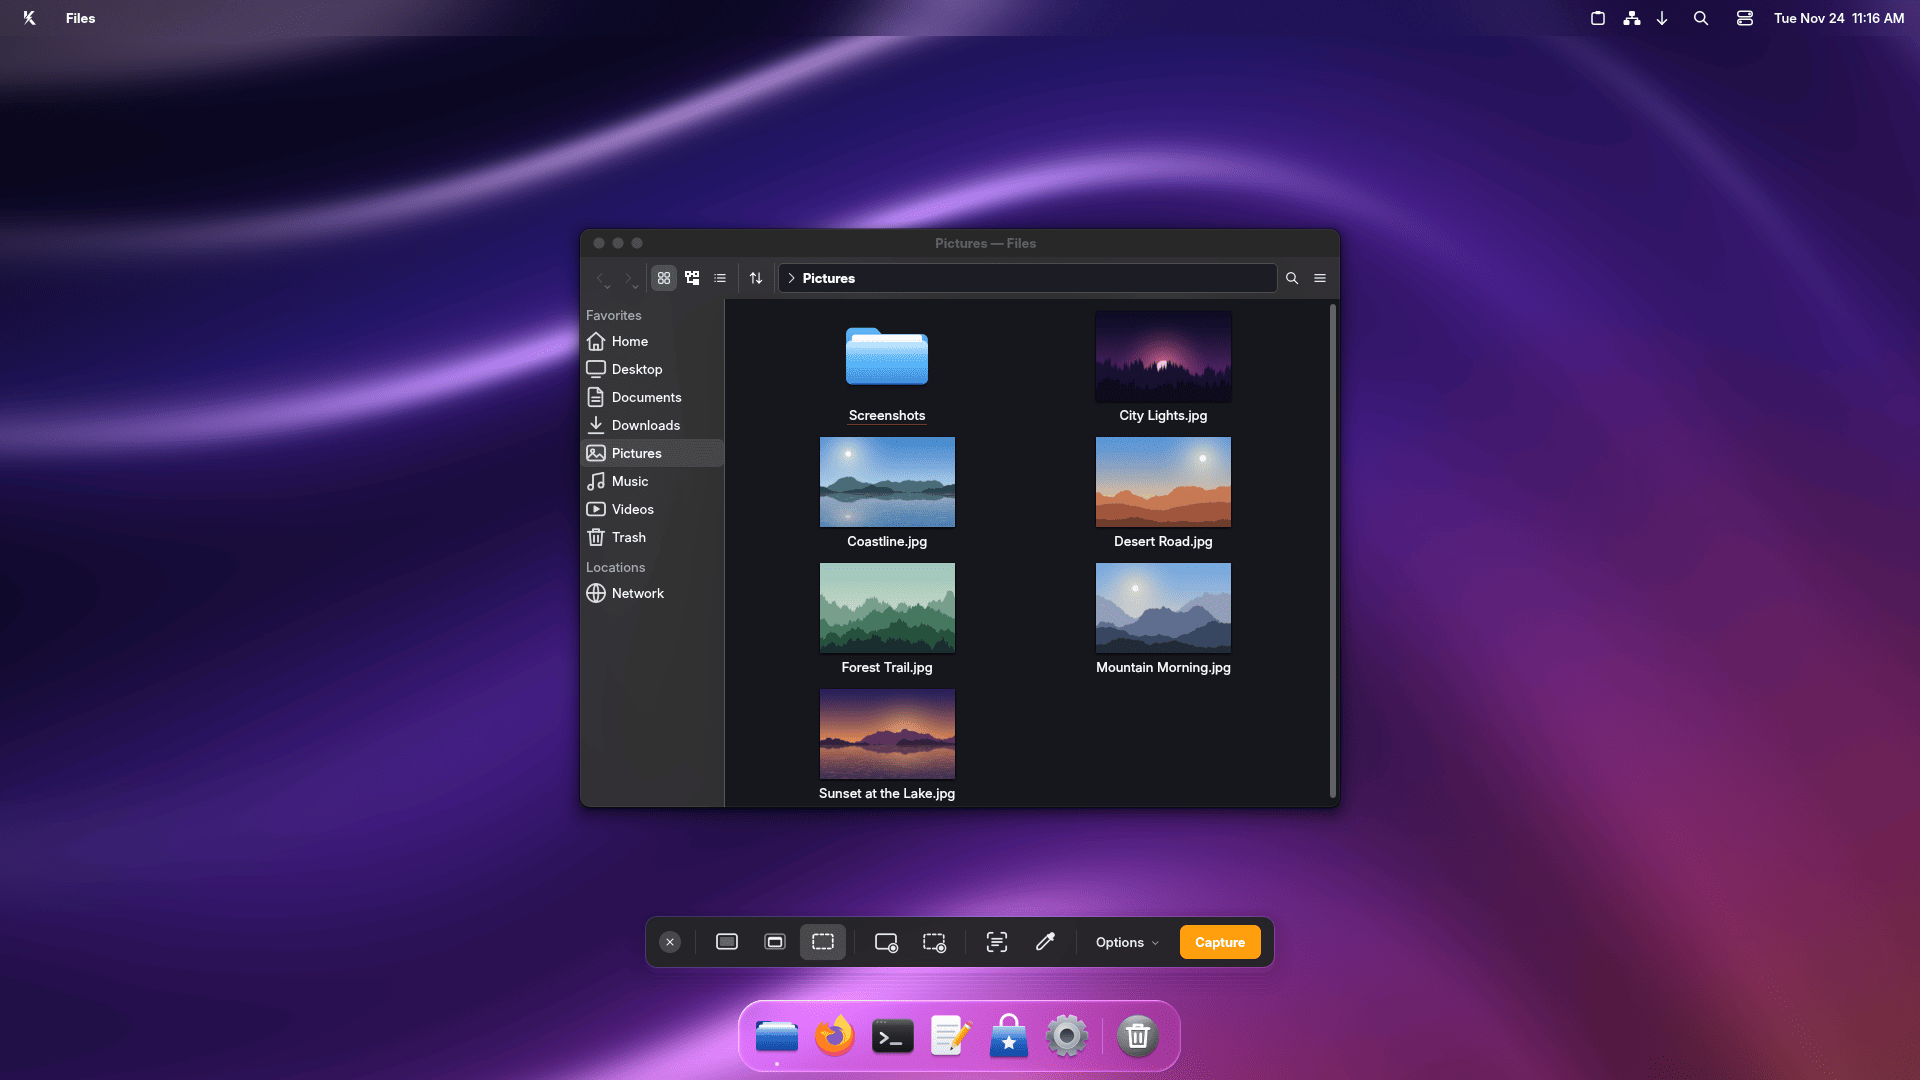 Files
Tue Nov 24 11:16 AM
Pictures — Files
Pictures
Favorites
Home
Desktop
Documents
Downloads
Pictures
Music
Videos
Trash
Locations
Network
Screenshots
City Lights.jpg
Coastline.jpg
Desert Road.jpg
Forest Trail.jpg
Mountain Morning.jpg
Sunset at the Lake.jpg
Options
Capture